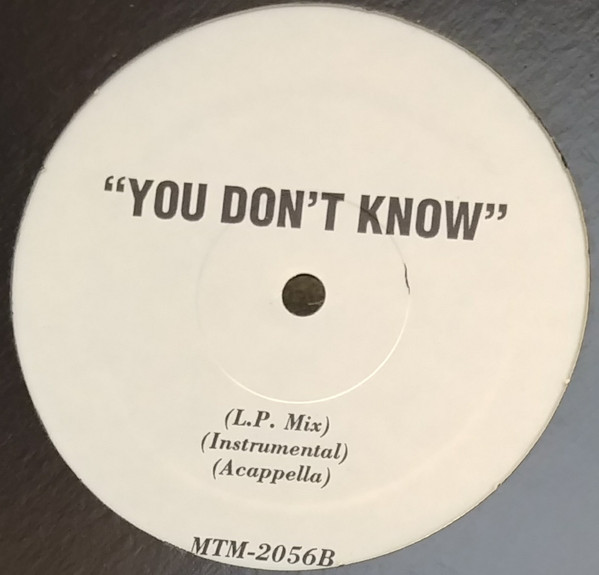 “YOU DON’T KNOW”
(L.P. Mix)
(Instrumental)
(Acappella)
MTM-2056B